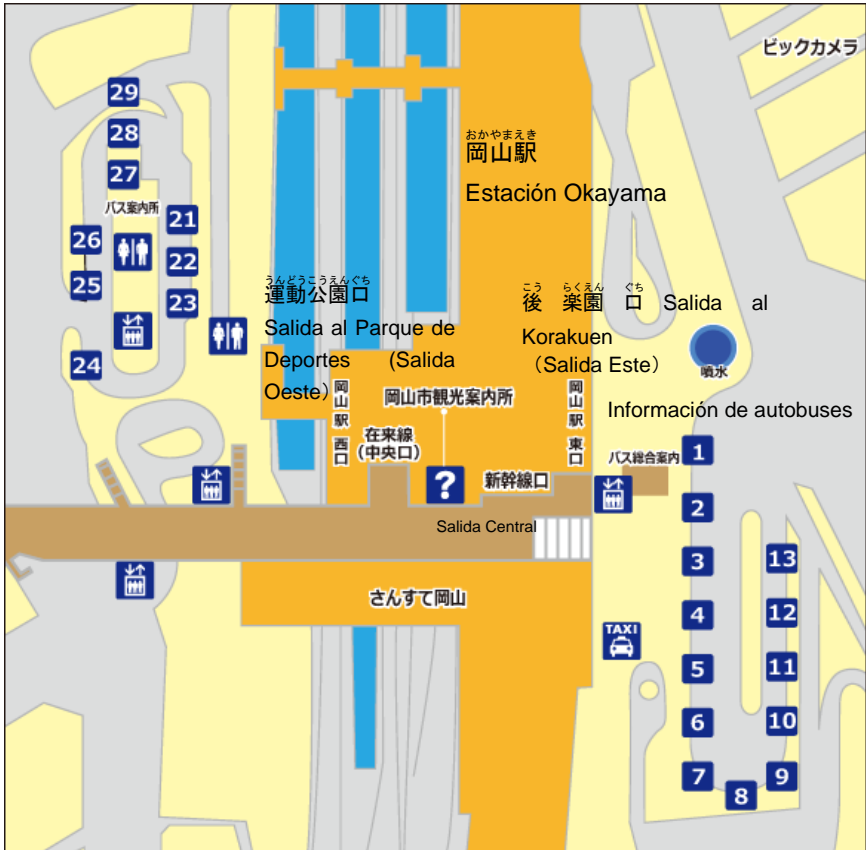 ビックカメラ
29
28
27
バス案内所
26
25
24
21
22
23
おかやまえき
岡山駅
Estación Okayama
うんどうこうえんぐち
運動公園口
Salida al Parque de
Deportes (Salida
Oeste)
こう らくえん ぐち
後 楽園 口 Salida al
Korakuen
（Salida Este）
噴水
Información de autobuses
岡山駅 西口
岡山市観光案内所
在来線
(中央口)
?
新幹線口
岡山駅 東口
バス総合案内
Salida Central
さんすて岡山
TAXI
1
2
3
4
5
6
7
8
9
10
11
12
13